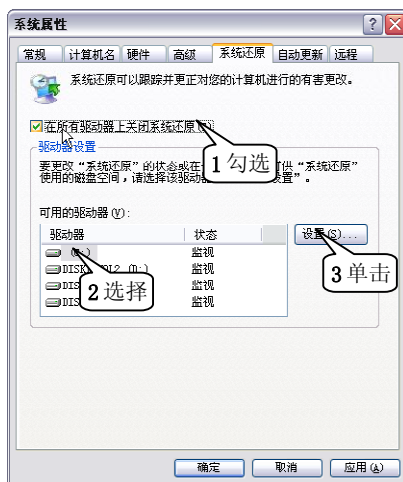 系统属性
常规 计算机名 硬件 高级 系统还原 自动更新 远程
系统还原可以跟踪并更正对您的计算机进行的有害更改。
在所有驱动器上关闭系统还原
1勾选
驱动器设置
要更改“系统还原”的状态或在 可供“系统还原”
使用的磁盘空间，请选择该驱动 设置”。
可用的驱动器(V):
驱动器 状态
设置(S)...
监视
DIS 监视
DIS 监视
DIS 监视
2选择
3单击
确定 取消 应用(A)